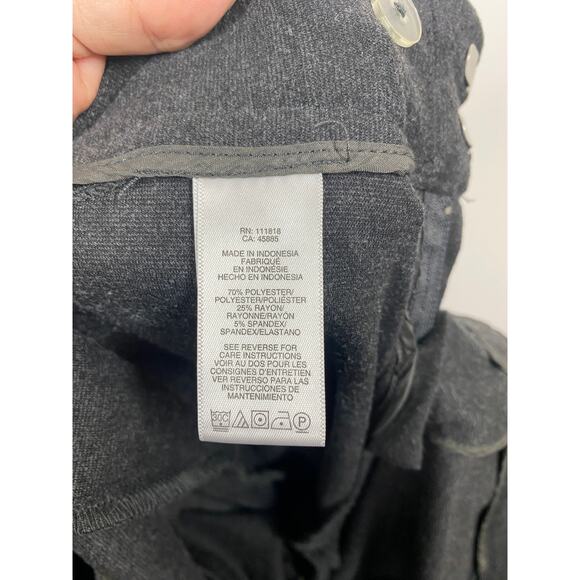 RN: 111818
CA: 45885
MADE IN INDONESIA
FABRIQUÉ
EN INDONÉSIE
HECHO EN INDONESIA
70% POLYESTER/
POLYESTER/POLIÉSTER
25% RAYON/
RAYONNE/RAYÓN
5% SPANDEX/
SPANDEX/ELASTANO
SEE REVERSE FOR
CARE INSTRUCTIONS
VOIR AU DOS POUR LES
CONSIGNES D'ENTRETIEN
VER REVERSO PARA LAS
INSTRUCCIONES DE
MANTENIMIENTO
30C P